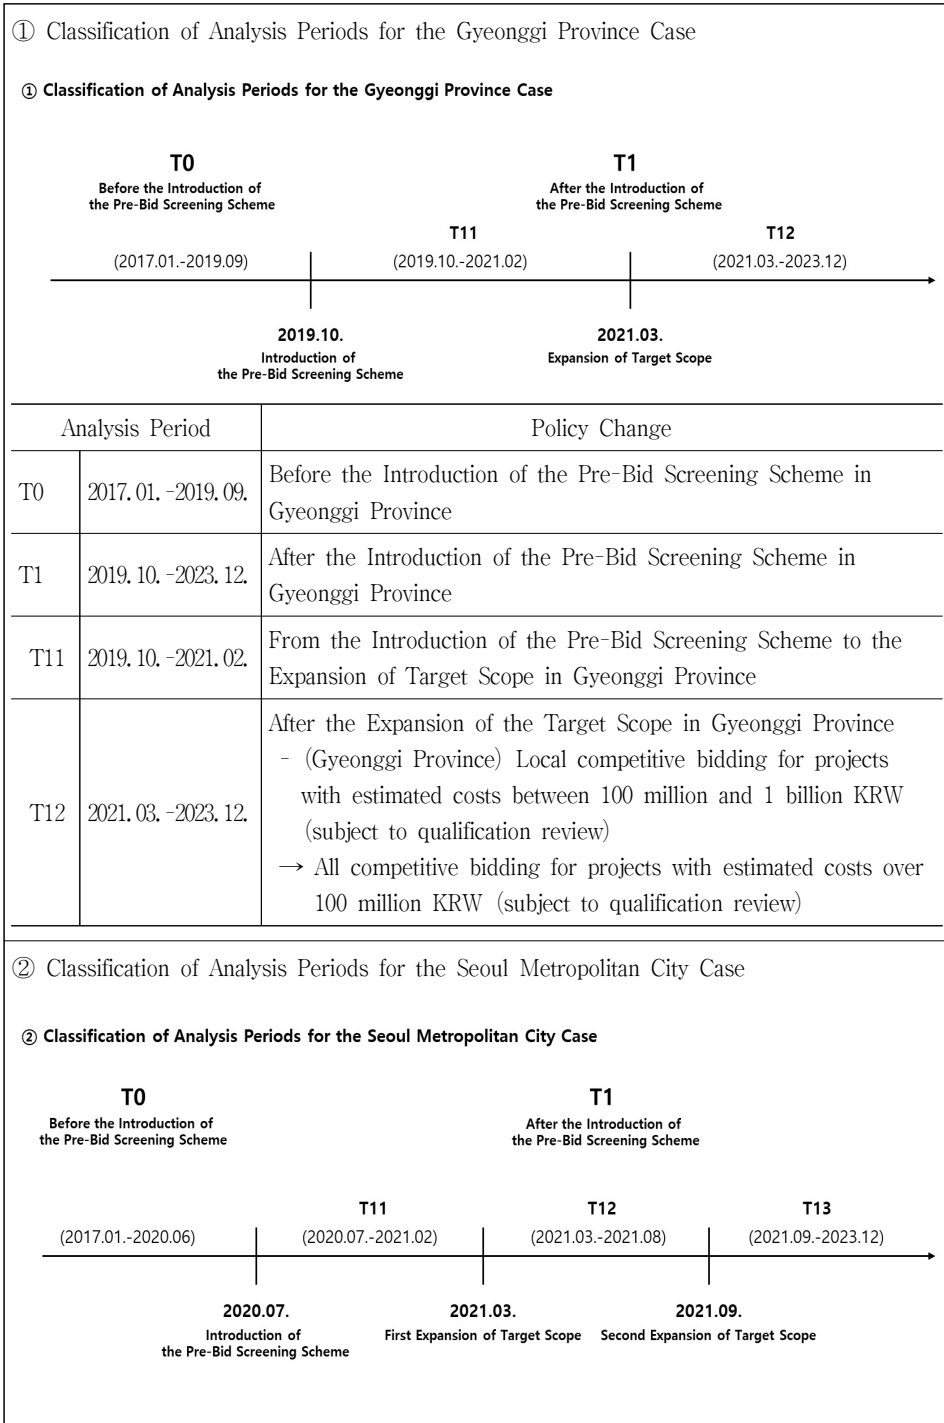 ① Classification of Analysis Periods for the Gyeonggi Province Case
① Classification of Analysis Periods for the Gyeonggi Province Case
T0
Before the Introduction of
the Pre-Bid Screening Scheme
T1
After the Introduction of
the Pre-Bid Screening Scheme
T11
T12
(2017.01.-2019.09)
(2019.10.-2021.02)
(2021.03.-2023.12)
2019.10.
Introduction of
the Pre-Bid Screening Scheme
2021.03.
Expansion of Target Scope
Analysis Period
Policy Change
T0
2017.01.-2019.09.
Before the Introduction of the Pre-Bid Screening Scheme in
Gyeonggi Province
T1
2019.10.-2023.12.
After the Introduction of the Pre-Bid Screening Scheme in
Gyeonggi Province
T11
2019.10.-2021.02.
From the Introduction of the Pre-Bid Screening Scheme to the
Expansion of Target Scope in Gyeonggi Province
T12
2021.03.-2023.12.
After the Expansion of the Target Scope in Gyeonggi Province
- (Gyeonggi Province) Local competitive bidding for projects
with estimated costs between 100 million and 1 billion KRW
(subject to qualification review)
→ All competitive bidding for projects with estimated costs over
100 million KRW (subject to qualification review)
② Classification of Analysis Periods for the Seoul Metropolitan City Case
② Classification of Analysis Periods for the Seoul Metropolitan City Case
T0
Before the Introduction of
the Pre-Bid Screening Scheme
T1
After the Introduction of
the Pre-Bid Screening Scheme
T11
T12
T13
(2017.01.-2020.06)
(2020.07.-2021.02)
(2021.03.-2021.08)
(2021.09.-2023.12)
2020.07.
Introduction of
the Pre-Bid Screening Scheme
2021.03.
First Expansion of Target Scope
2021.09.
Second Expansion of Target Scope